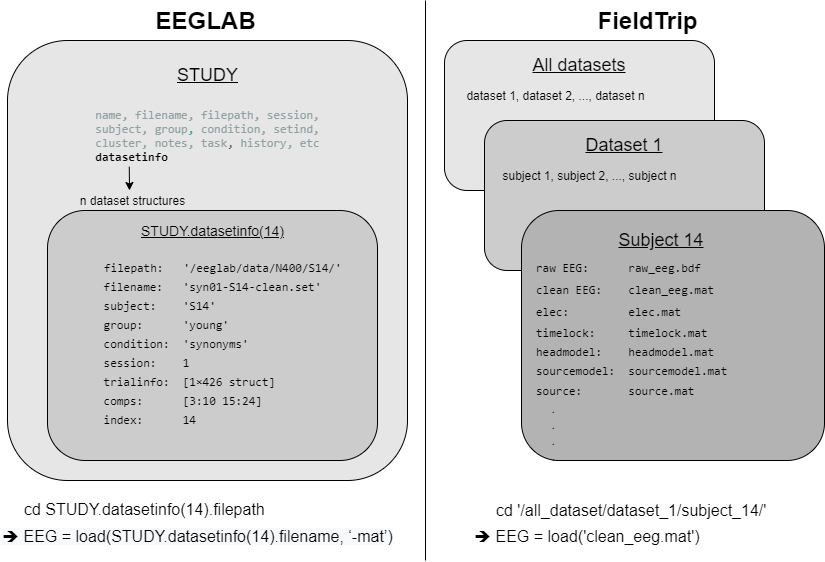 EEGLAB
STUDY
name, filename, filepath, session,
subject, group, condition, setind,
cluster, notes, task, history, etc
datasetinfo
n dataset structures
STUDY.datasetinfo(14)
filepath: '/eeglab/data/N400/S14/'
filename: 'syn01-S14-clean.set'
subject: 'S14'
group: 'young'
condition: 'synonyms'
session: 1
trialinfo: [1×426 struct]
comps: [3:10 15:24]
index: 14
cd STUDY.datasetinfo(14).filepath
➔ EEG = load(STUDY.datasetinfo(14).filename, ‘-mat’)
FieldTrip
All datasets
dataset 1, dataset 2, ..., dataset n
Dataset 1
subject 1, subject 2, ..., subject n
Subject 14
raw EEG: raw_eeg.bdf
clean EEG: clean_eeg.mat
elec: elec.mat
timelock: timelock.mat
headmodel: headmodel.mat
sourcemodel: sourcemodel.mat
source: source.mat
.
.
.
cd '/all_dataset/dataset_1/subject_14/'
➔ EEG = load('clean_eeg.mat')